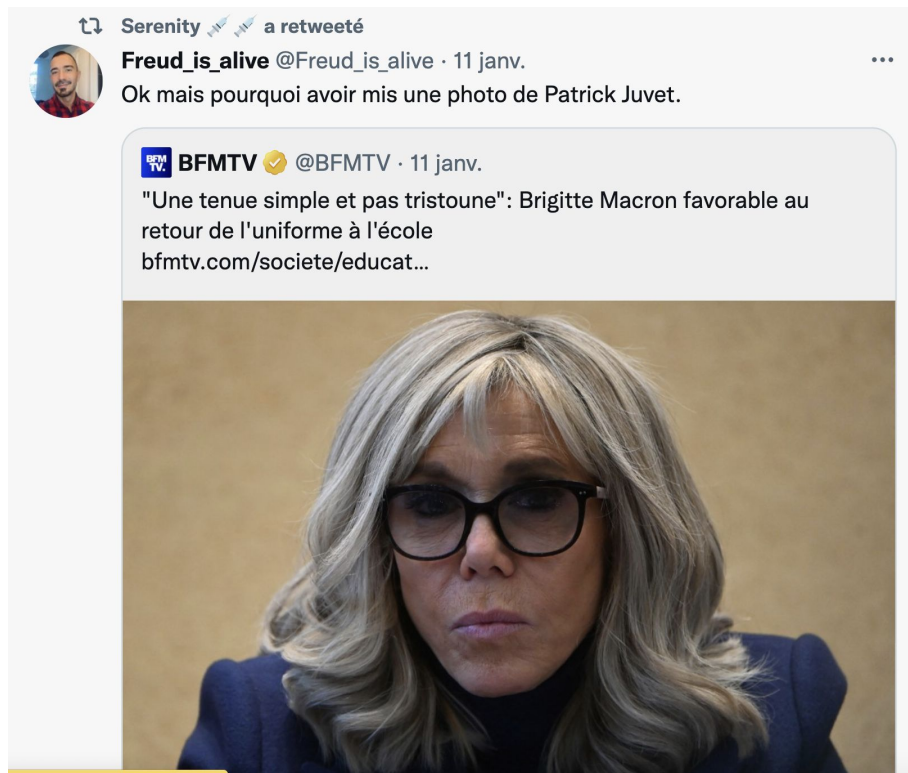 Serenity 💉 💉 a retweeté
Freud_is_alive @Freud_is_alive · 11 janv.
Ok mais pourquoi avoir mis une photo de Patrick Juvet.
BFM
TV.
BFMTV @BFMTV · 11 janv.
"Une tenue simple et pas tristoune": Brigitte Macron favorable au
retour de l'uniforme à l'école
bfmtv.com/societe/educat...